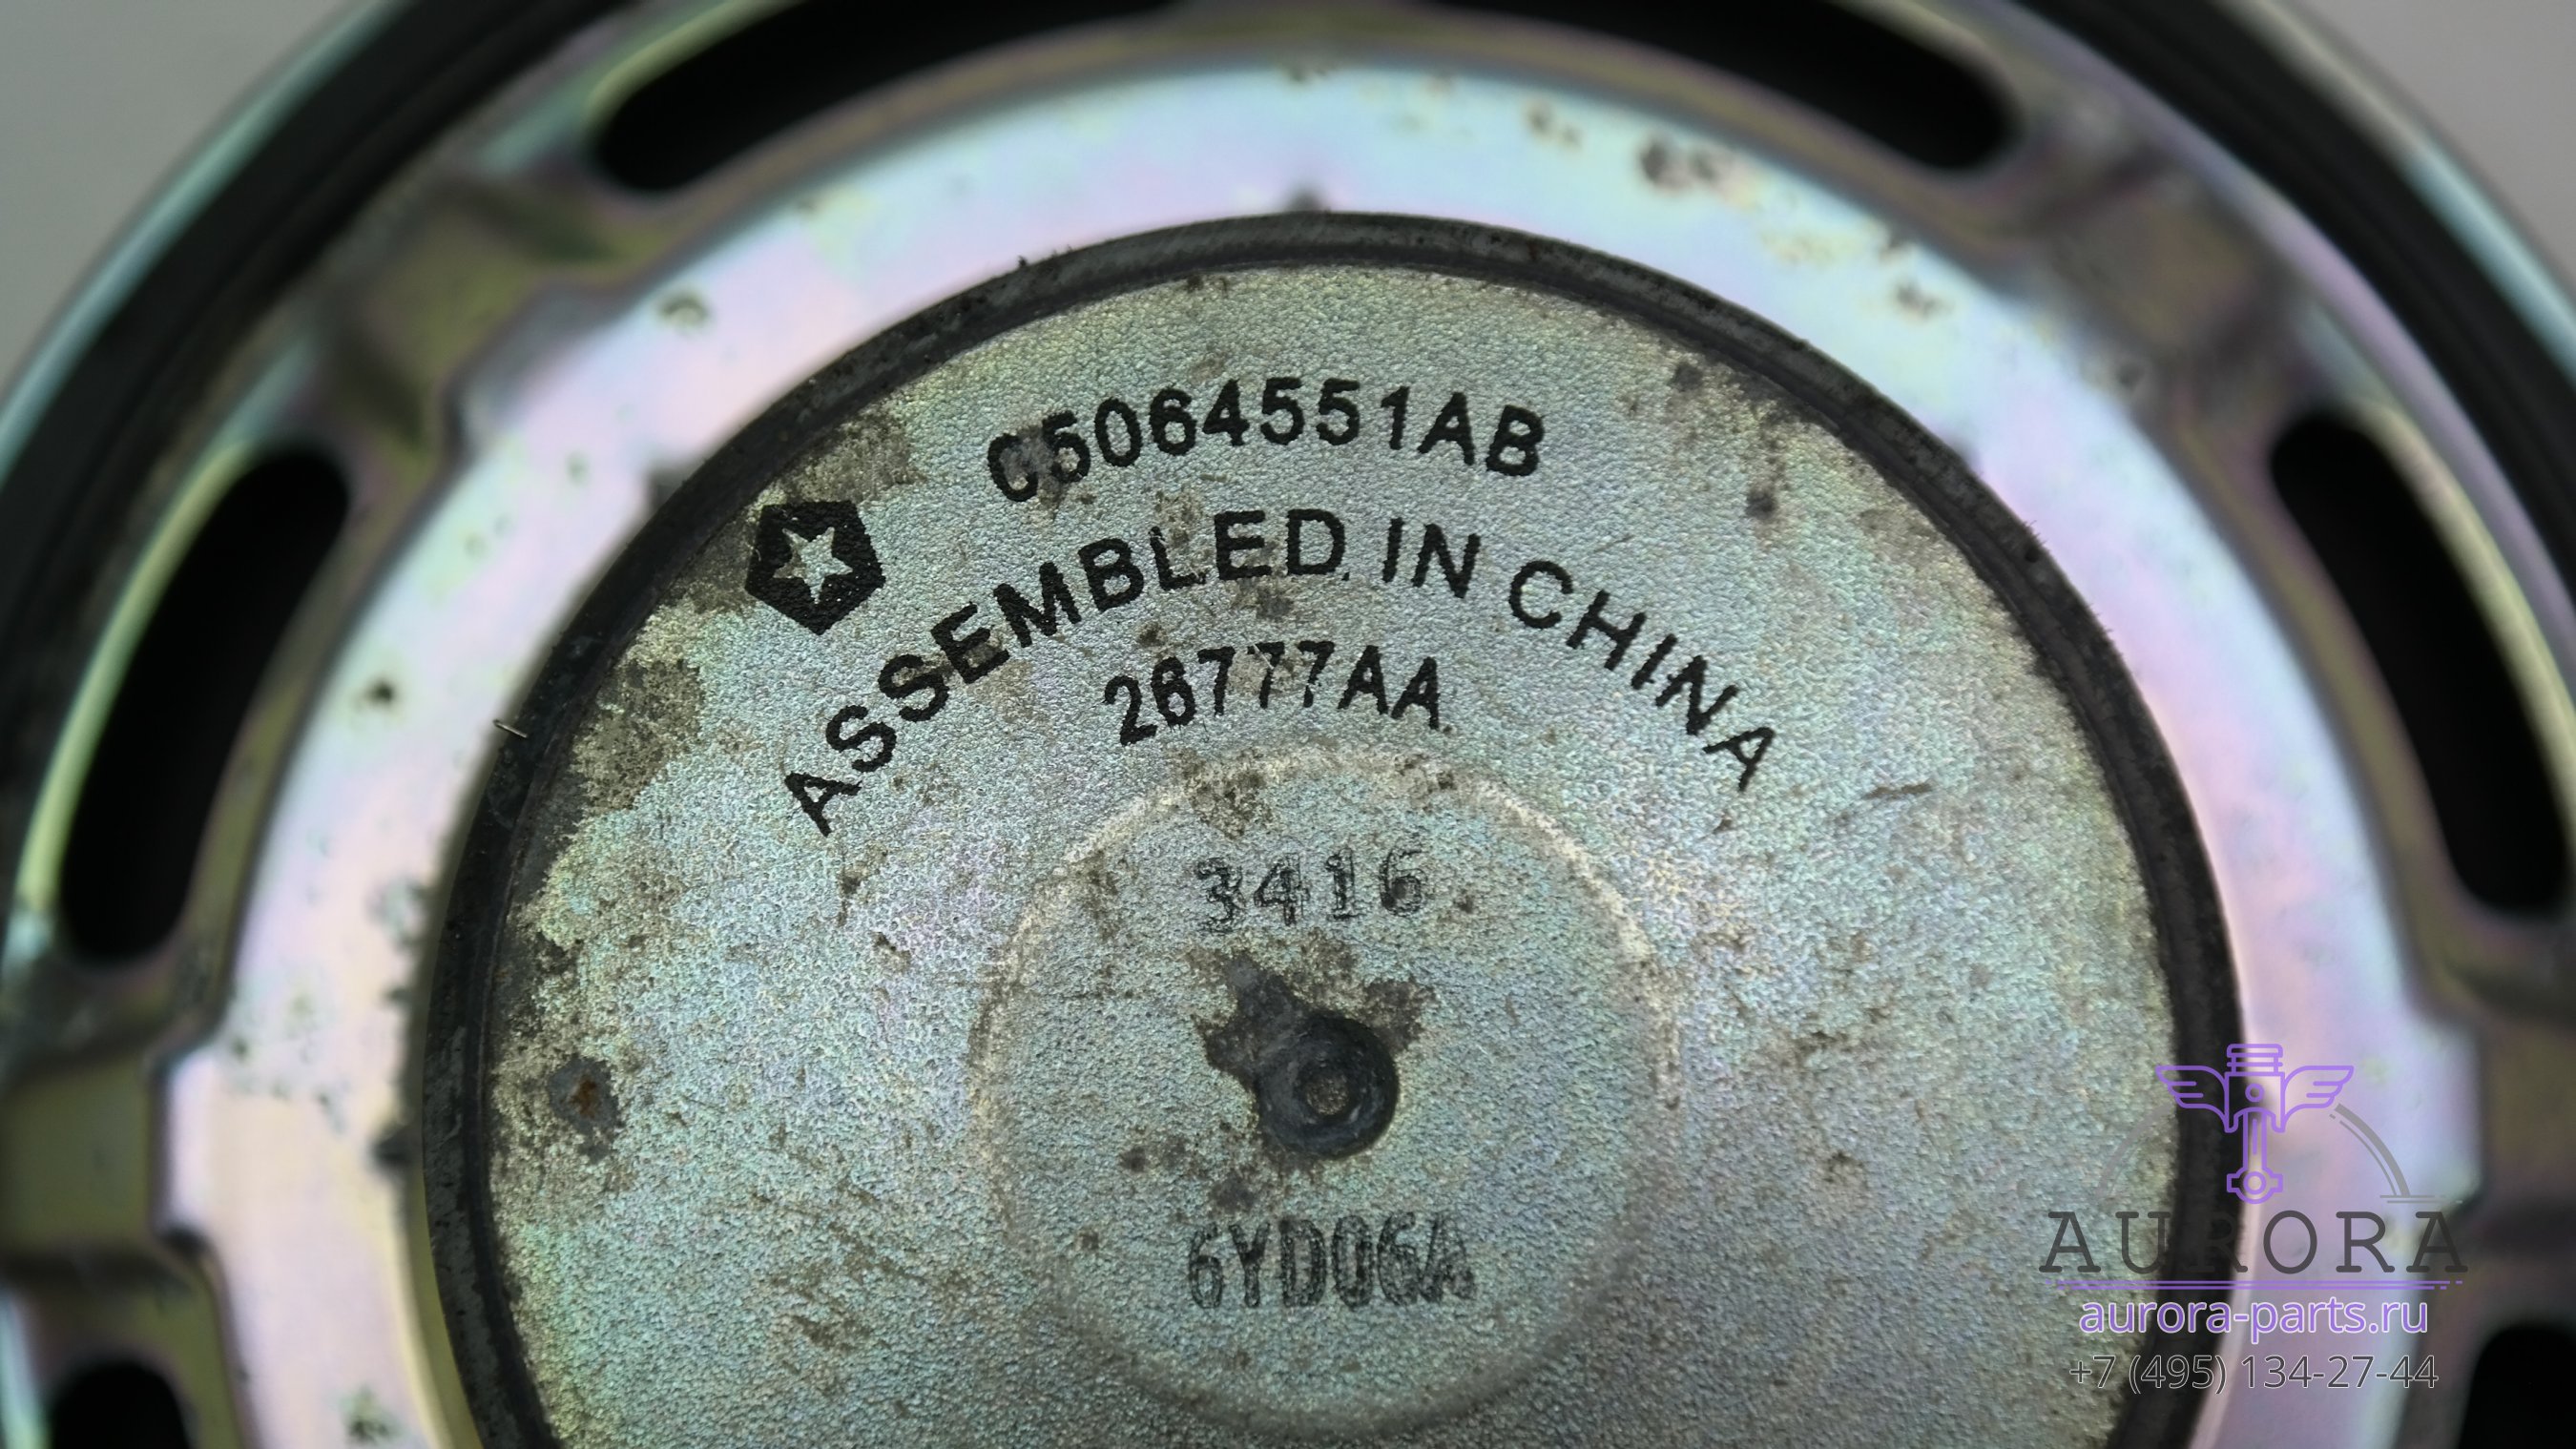 C5064551AB
ASSEMBLED IN CHINA
26777AA
3416
6YD06A
AURORA
aurora-parts.ru
+7 (495) 134-27-44